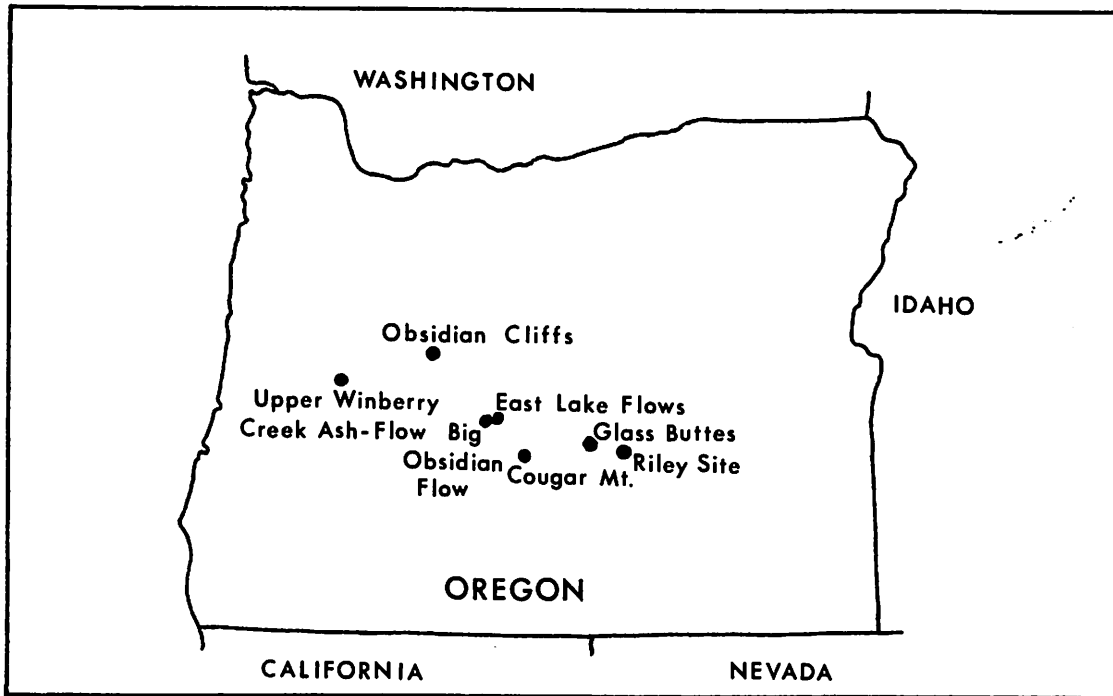 WASHINGTON
IDAHO
Obsidian Cliffs
Upper Winberry
Creek Ash-Flow
East Lake Flows
Big
Obsidian
Flow
Glass Buttes
Cougar Mt.
Riley Site
OREGON
CALIFORNIA
NEVADA